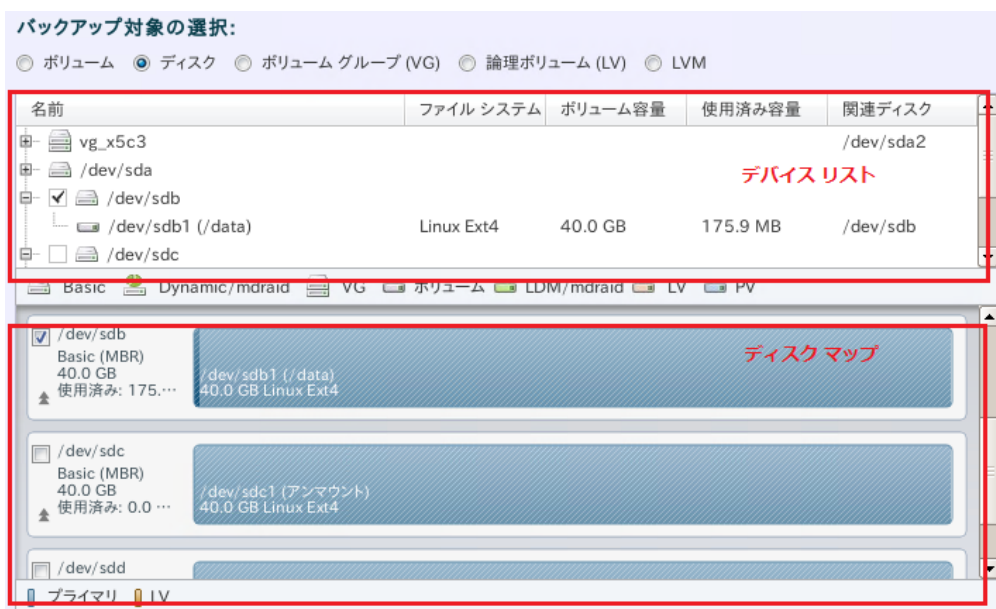 バックアップ対象の選択:
ボリューム ディスク ボリューム グループ (VG) 論理ボリューム (LV) LVM
名前 ファイル システム ボリューム容量 使用済み容量 関連ディスク
vg_x5c3 /dev/sda2
/dev/sda デバイス リスト
/dev/sdb
/dev/sdb1 (/data) Linux Ext4 40.0 GB 175.9 MB /dev/sdb
/dev/sdc
Basic Dynamic/mdraid VG ボリューム LDM/mdraid LV PV
/dev/sdb
Basic (MBR)
40.0 GB
使用済み: 175.…
ディスク マップ
/dev/sdb1 (/data)
40.0 GB Linux Ext4
/dev/sdc
Basic (MBR)
40.0 GB
使用済み: 0.0 …
/dev/sdc1 (アンマウント)
40.0 GB Linux Ext4
/dev/sdd
プライマリ LV